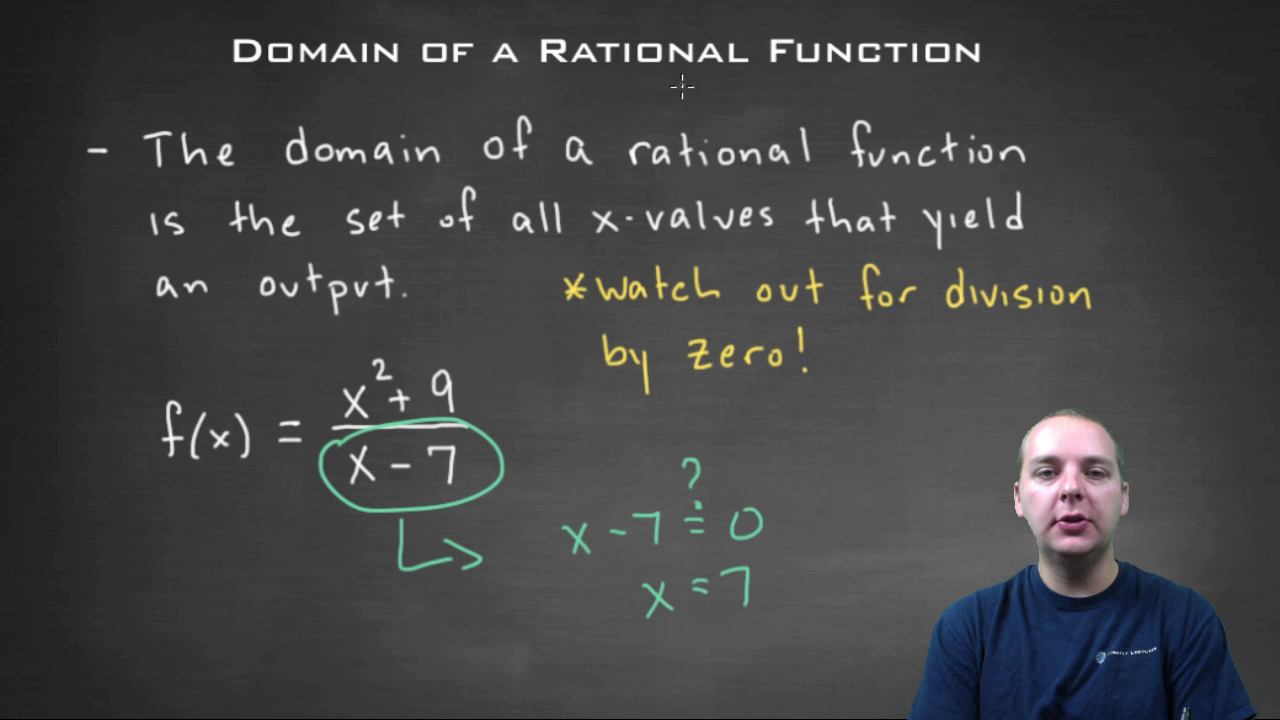 DOMAIN OF A RATIONAL FUNCTION
- The domain of a rational function
is the set of all x-values that yield
an output.
*watch out for division
by zero!
f(x) = x² + 9
x - 7
?
x - 7 = 0
x = 7